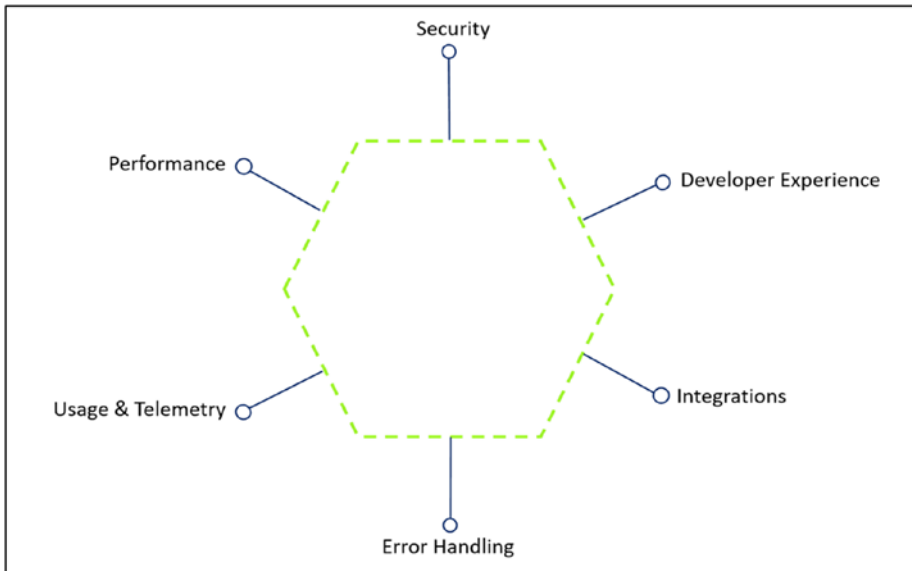 Security
Performance
Developer Experience
Usage & Telemetry
Integrations
Error Handling